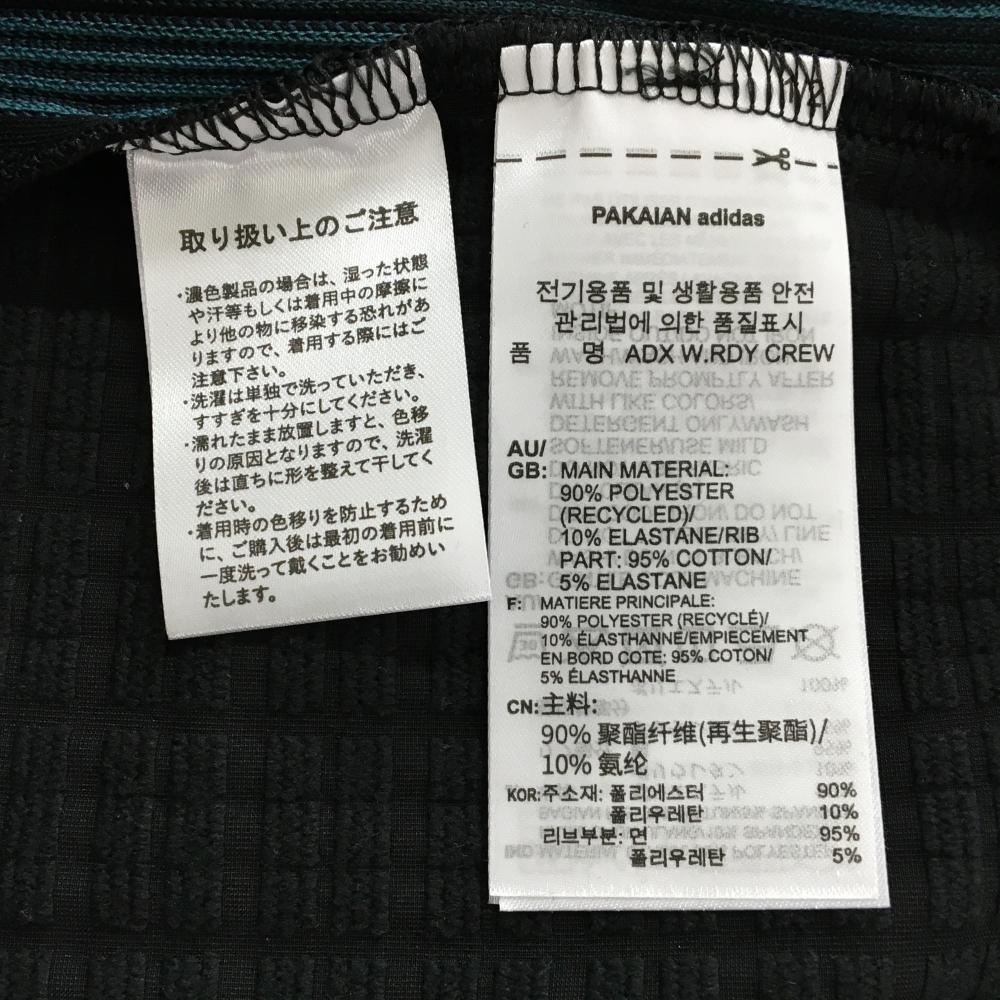 取り扱い上のご注意
・濃色製品の場合は、湿った状態
や汗等もしくは着用中の摩擦に
より他の物に移染する恐れがあ
りますので、着用する際にはご
注意下さい。
・洗濯は単独で洗っていただき、
すすぎを十分にしてください。
・濡れたまま放置しますと、色移
りの原因となりますので、洗濯
後は直ちに形を整えて干してく
ださい。
・着用時の色移りを防止するため
に、ご購入後は最初の着用前に
一度洗って戴くことをお勧めい
たします。
PAKAIAN adidas
전기용품 및 생활용품 안전
관리법에 의한 품질표시
품 명 ADX W.RDY CREW
AU/
GB: MAIN MATERIAL:
90% POLYESTER
(RECYCLED)/
10% ELASTANE/RIB
PART: 95% COTTON/
5% ELASTANE
F: MATIERE PRINCIPALE:
90% POLYESTER (RECYCLÉ)/
10% ÉLASTHANNE/EMPIECEMENT
EN BORD COTE: 95% COTON/
5% ÉLASTHANNE
CN:主料:
90% 聚酯纤维(再生聚酯)/
10% 氨纶
KOR:주소재: 폴리에스터 90%
폴리우레탄 10%
리브부분: 면 95%
폴리우레탄 5%